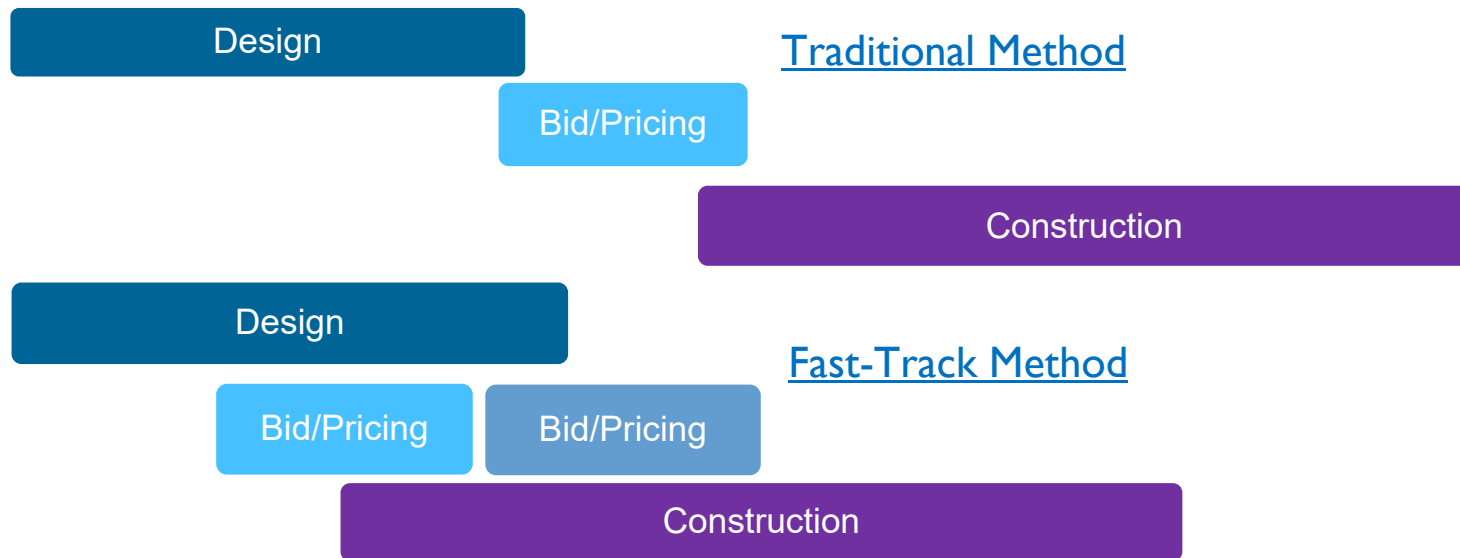 Design
Traditional Method
Bid/Pricing
Construction
Design
Fast-Track Method
Bid/Pricing
Bid/Pricing
Construction